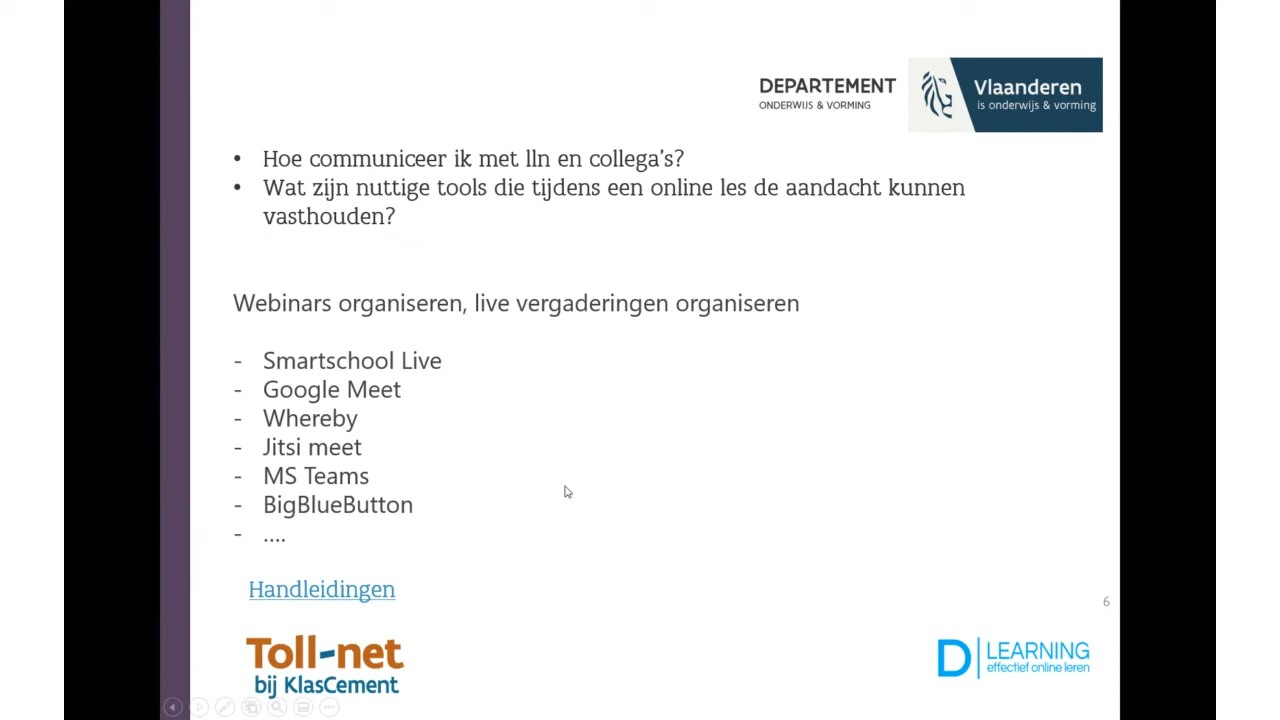 DEPARTEMENT
ONDERWIJS & VORMING
Vlaanderen
is onderwijs & vorming
• Hoe communiceer ik met lln en collega's?
• Wat zijn nuttige tools die tijdens een online les de aandacht kunnen
vasthouden?
Webinars organiseren, live vergaderingen organiseren
- Smartschool Live
- Google Meet
- Whereby
- Jitsi meet
- MS Teams
- BigBlueButton
- ....
Handleidingen
6
Toll-net
bij KlasCement
D LEARNING
effectief online leren